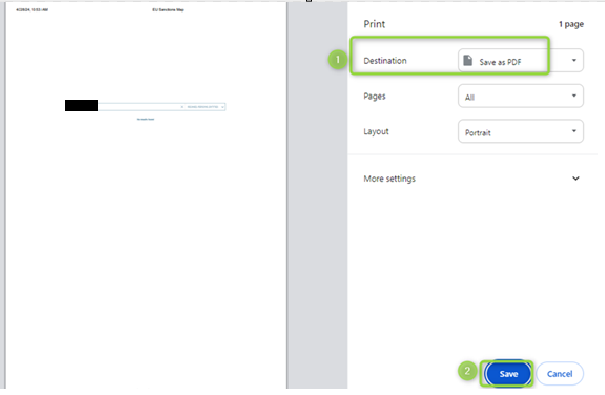 4/28/24, 10:53 AM
EU Sanctions Map
Print
1 page
1
Destination
Save as PDF
Pages
All
Layout
Portrait
More settings
2
Save
Cancel